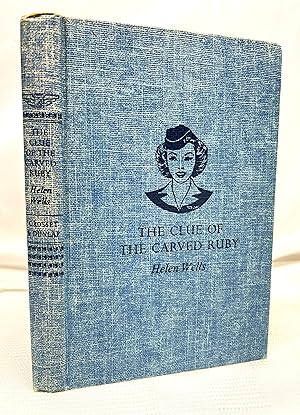 THE
CLUE
OF THE
CARVED
RUBY
Helen
Wells
GROSSET
& DUNLAP
THE CLUE OF
THE CARVED RUBY
Helen Wells